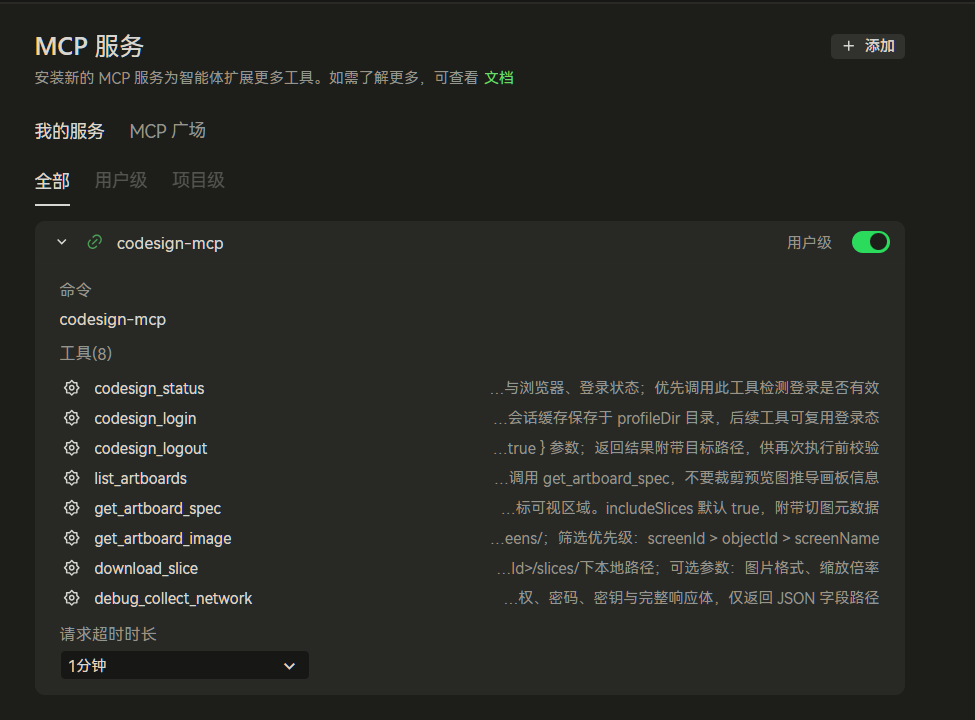 MCP 服务
+ 添加
安装新的 MCP 服务为智能体扩展更多工具。如需了解更多，可查看 文档
我的服务 MCP 广场
全部 用户级 项目级
codesign-mcp 用户级
命令
codesign-mcp
工具(8)
codesign_status …与浏览器、登录状态；优先调用此工具检测登录是否有效
codesign_login …会话缓存保存于 profileDir 目录，后续工具可复用登录态
codesign_logout …true } 参数；返回结果附带目标路径，供再次执行前校验
list_artboards …调用 get_artboard_spec，不要裁剪预览图推导画板信息
get_artboard_spec …标可视区域。includeSlices 默认 true，附带切图元数据
get_artboard_image …eens/；筛选优先级：screenId > objectId > screenName
download_slice …Id>/slices/下本地路径；可选参数：图片格式、缩放倍率
debug_collect_network …权、密码、密钥与完整响应体，仅返回 JSON 字段路径
请求超时时长
1分钟